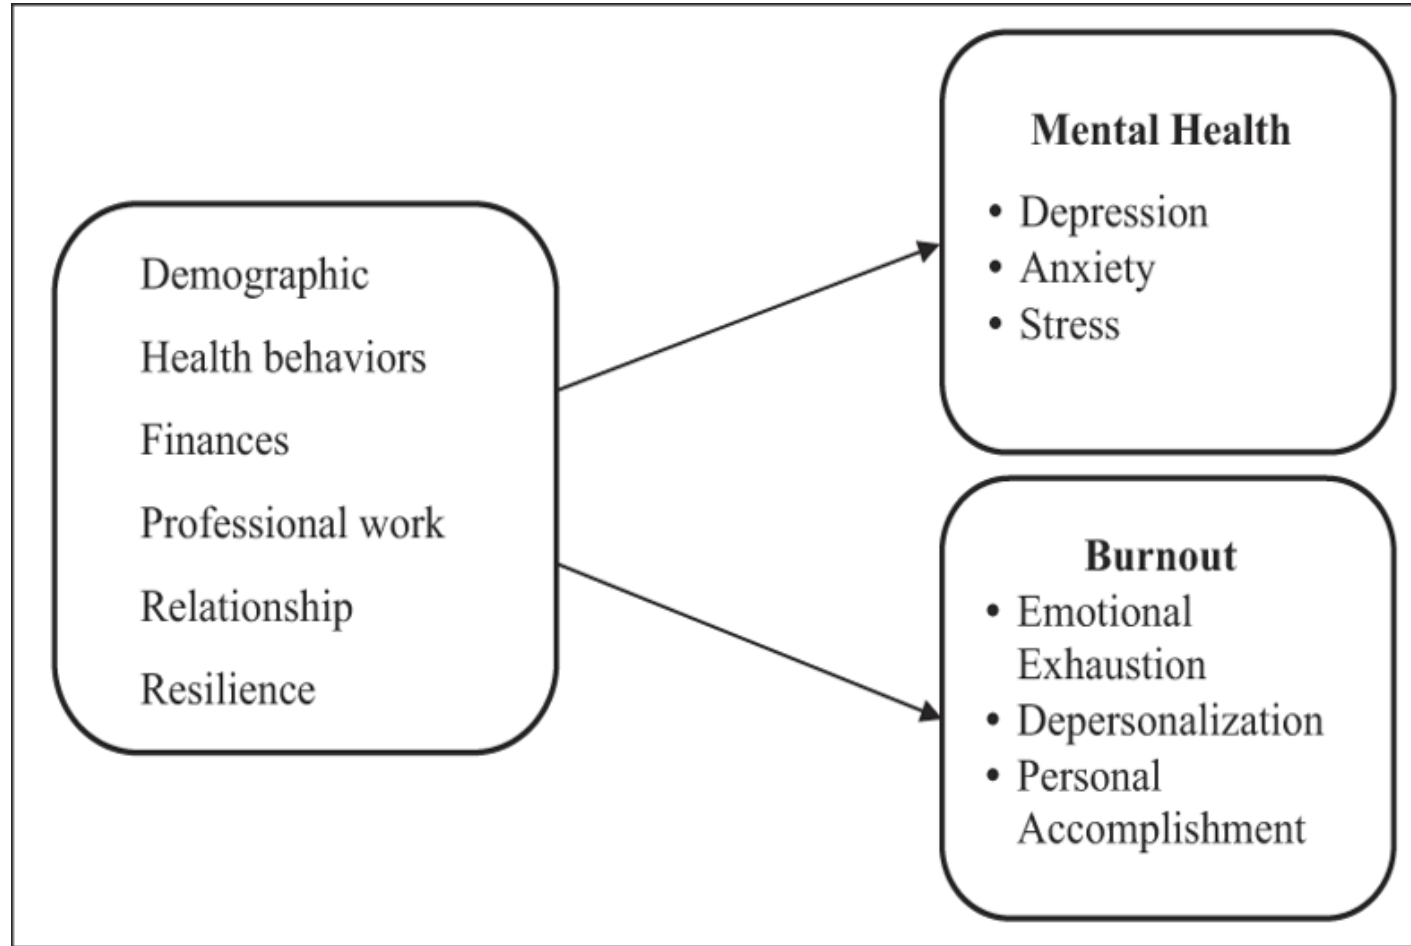 Demographic
Health behaviors
Finances
Professional work
Relationship
Resilience
Mental Health
• Depression
• Anxiety
• Stress
Burnout
• Emotional
Exhaustion
• Depersonalization
• Personal
Accomplishment